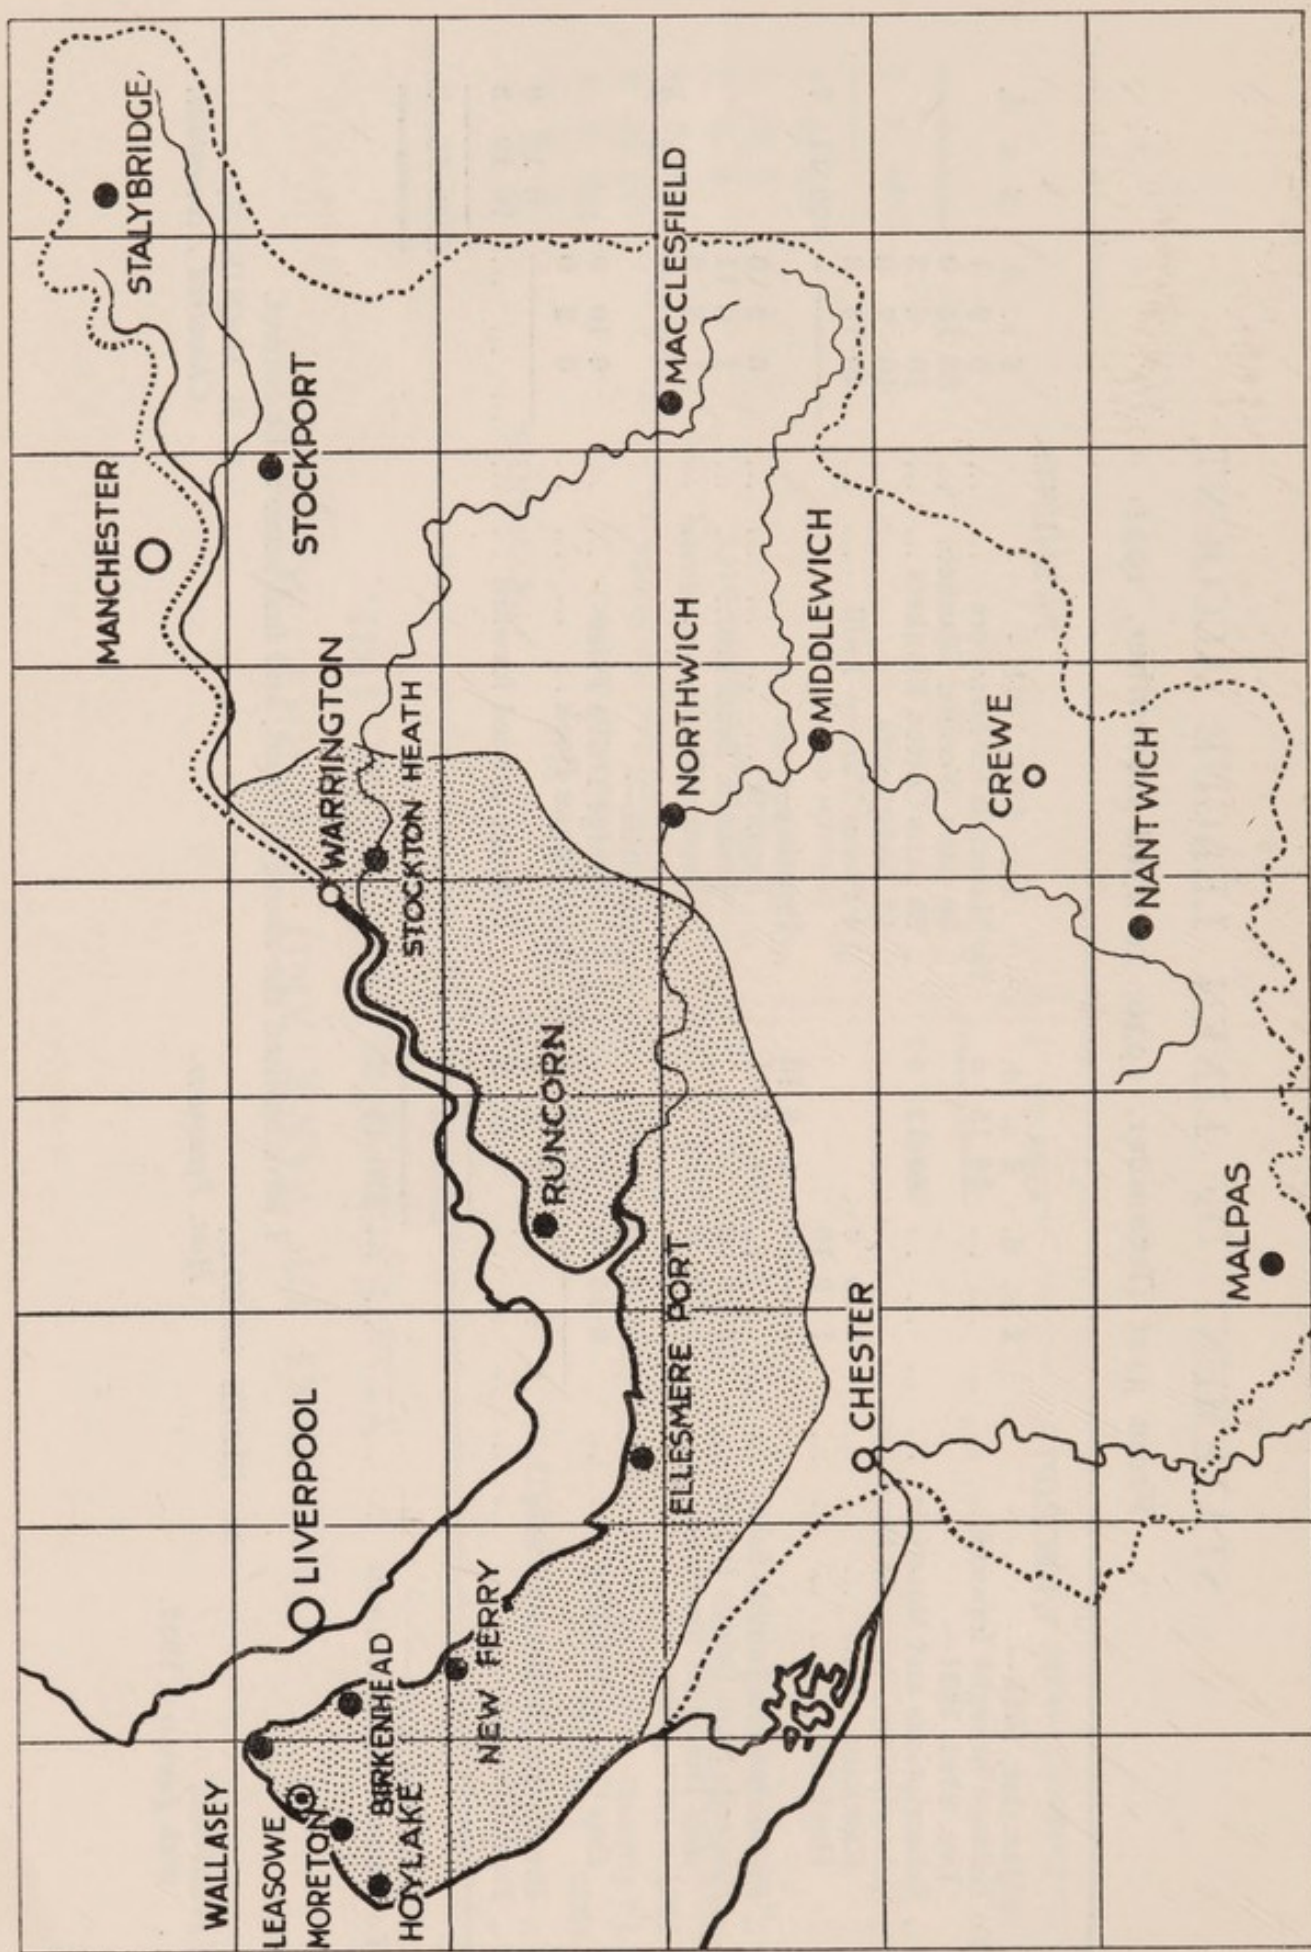 STALYBRIDGE
MANCHESTER
STOCKPORT
MACCLESFIELD
WARRINGTON
STOCKTON HEATH
NORTHWICH
MIDDLEWICH
CREWE
NANTWICH
LIVERPOOL
RUNCORN
ELLESMERE PORT
CHESTER
MALPAS
WALLASEY
LEASOWE
MORETON
BIRKENHEAD
HOYLAKE
NEW FERRY